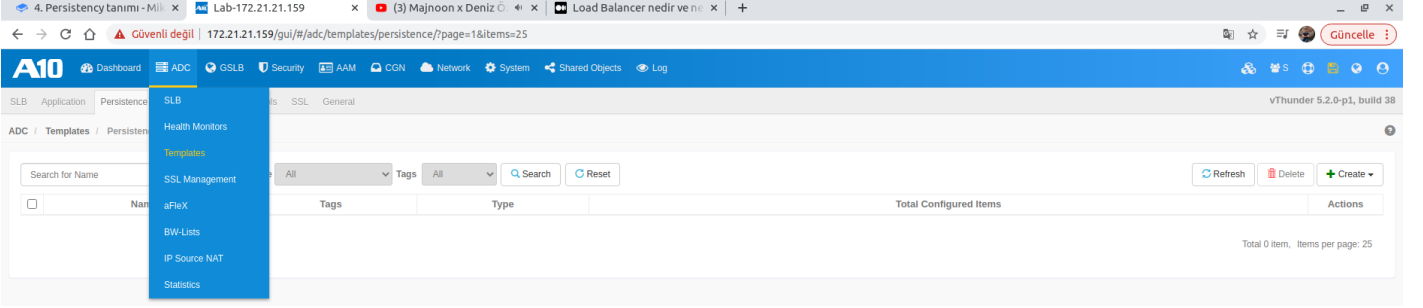 4. Persistency tanımı - Mi
Lab-172.21.21.159
(3) Majnoon x Deniz Ö
Load Balancer nedir ve ne
Güvenli değil
172.21.21.159/gui/#/adc/templates/persistence/?page=1&items=25
Güncelle
A10
Dashboard
ADC
GSLB
Security
AAM
CGN
Network
System
Shared Objects
Log
S
SLB
Application
Persistence
SSL
General
vThunder 5.2.0-p1, build 38
ADC / Templates / Persisten
SLB
Health Monitors
Templates
SSL Management
aFleX
BW-Lists
IP Source NAT
Statistics
Search for Name
All
Tags
All
Search
Reset
Refresh
Delete
Create
Nam
Tags
Type
Total Configured Items
Actions
Total 0 item, Items per page: 25